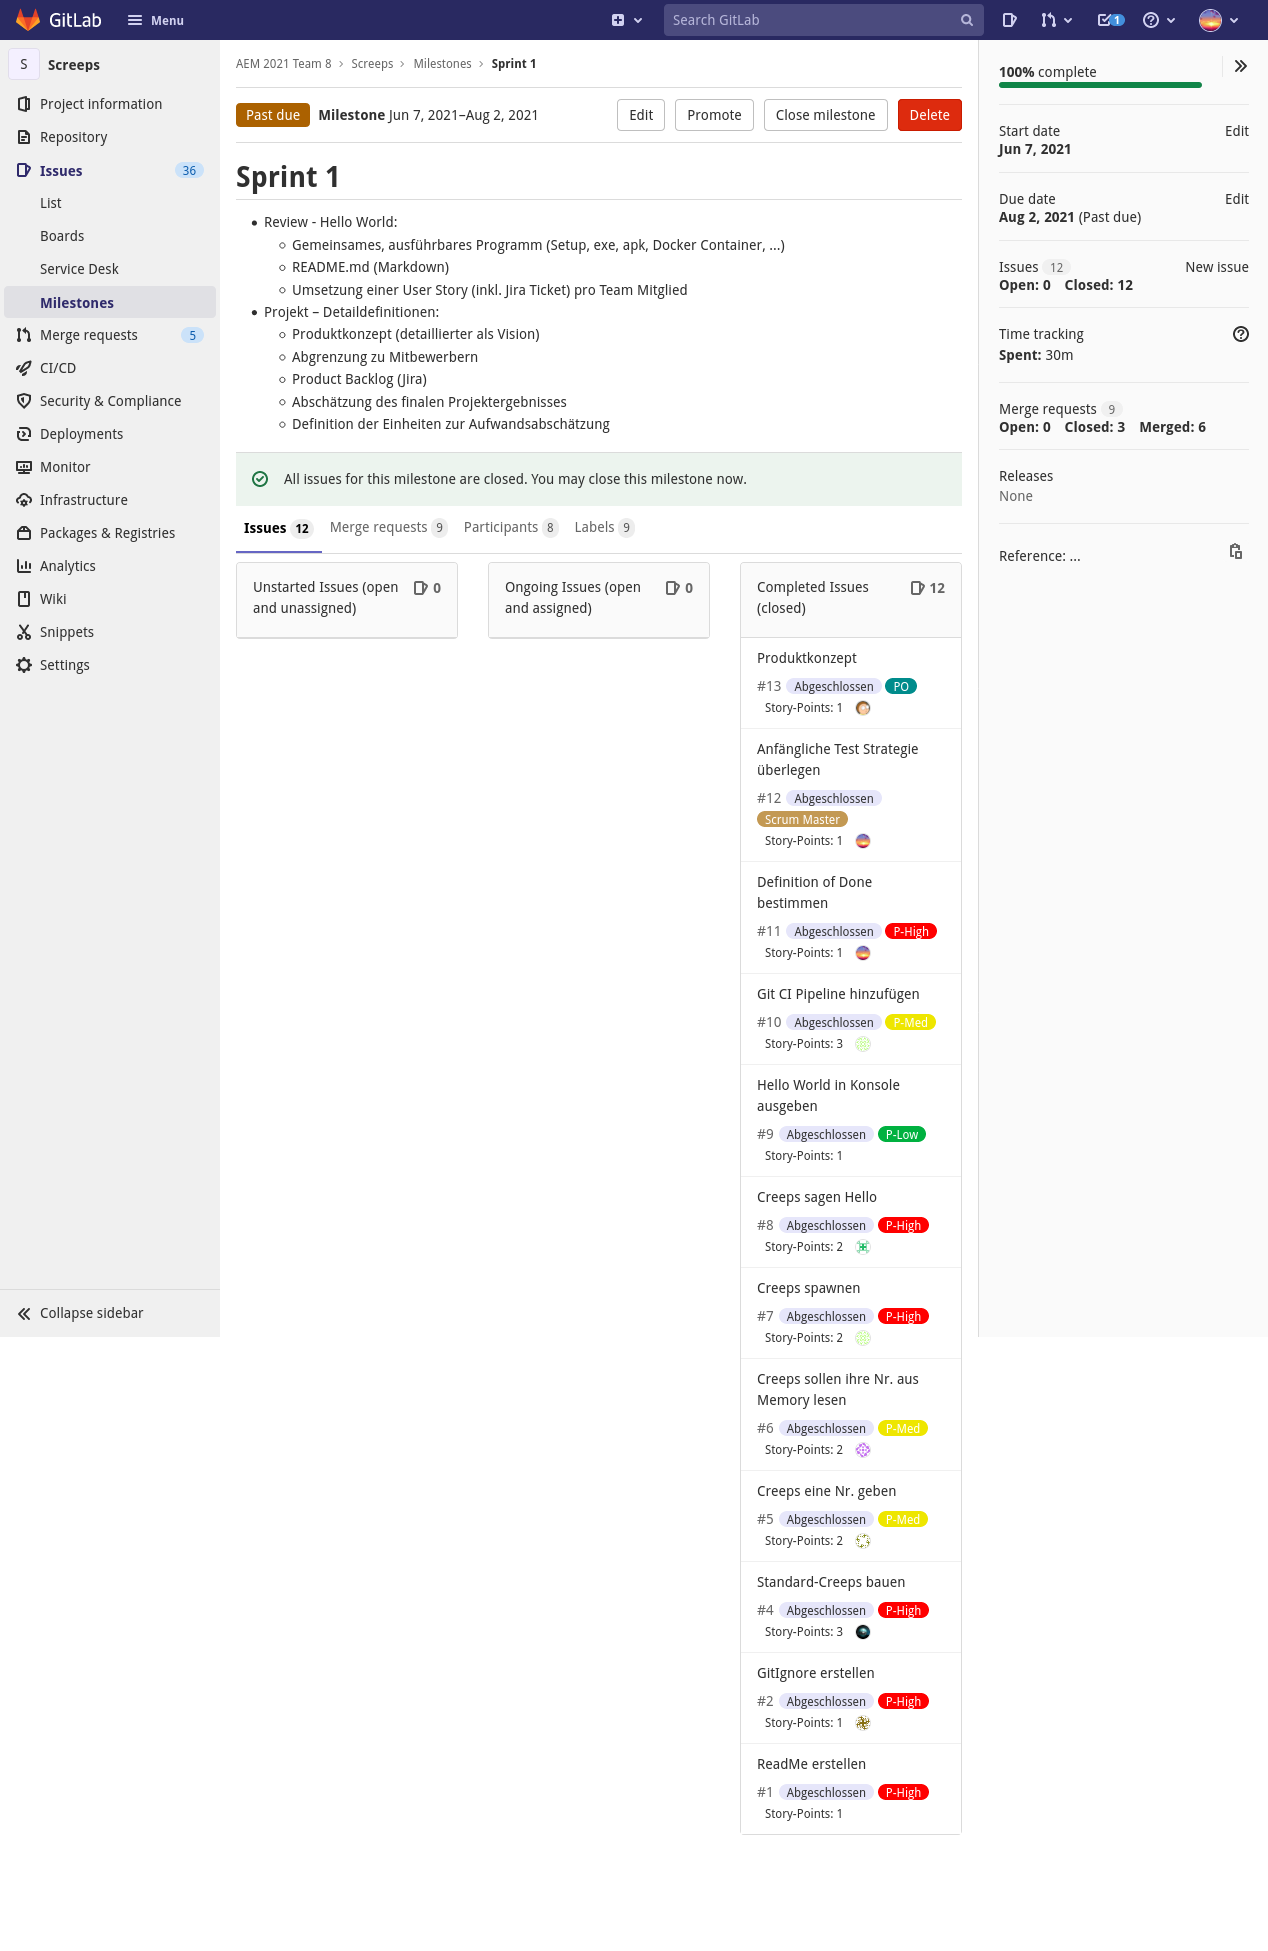 GitLab Menu Search GitLab 1
S Screeps
Project information
Repository
Issues 36
List
Boards
Service Desk
Milestones
Merge requests 5
CI/CD
Security & Compliance
Deployments
Monitor
Infrastructure
Packages & Registries
Analytics
Wiki
Snippets
Settings
Collapse sidebar
AEM 2021 Team 8 › Screeps › Milestones › Sprint 1
Past due Milestone Jun 7, 2021–Aug 2, 2021 Edit Promote Close milestone Delete
Sprint 1
Review - Hello World:
Gemeinsames, ausführbares Programm (Setup, exe, apk, Docker Container, ...)
README.md (Markdown)
Umsetzung einer User Story (inkl. Jira Ticket) pro Team Mitglied
Projekt – Detaildefinitionen:
Produktkonzept (detaillierter als Vision)
Abgrenzung zu Mitbewerbern
Product Backlog (Jira)
Abschätzung des finalen Projektergebnisses
Definition der Einheiten zur Aufwandsabschätzung
All issues for this milestone are closed. You may close this milestone now.
Issues 12 Merge requests 9 Participants 8 Labels 9
Unstarted Issues (open 0
and unassigned)
Ongoing Issues (open 0
and assigned)
Completed Issues 12
(closed)
Produktkonzept
#13 Abgeschlossen PO
Story-Points: 1
Anfängliche Test Strategie
überlegen
#12 Abgeschlossen
Scrum Master
Story-Points: 1
Definition of Done
bestimmen
#11 Abgeschlossen P-High
Story-Points: 1
Git CI Pipeline hinzufügen
#10 Abgeschlossen P-Med
Story-Points: 3
Hello World in Konsole
ausgeben
#9 Abgeschlossen P-Low
Story-Points: 1
Creeps sagen Hello
#8 Abgeschlossen P-High
Story-Points: 2
Creeps spawnen
#7 Abgeschlossen P-High
Story-Points: 2
Creeps sollen ihre Nr. aus
Memory lesen
#6 Abgeschlossen P-Med
Story-Points: 2
Creeps eine Nr. geben
#5 Abgeschlossen P-Med
Story-Points: 2
Standard-Creeps bauen
#4 Abgeschlossen P-High
Story-Points: 3
GitIgnore erstellen
#2 Abgeschlossen P-High
Story-Points: 1
ReadMe erstellen
#1 Abgeschlossen P-High
Story-Points: 1
100% complete
Start date Edit
Jun 7, 2021
Due date Edit
Aug 2, 2021 (Past due)
Issues 12 New issue
Open: 0 Closed: 12
Time tracking
Spent: 30m
Merge requests 9
Open: 0 Closed: 3 Merged: 6
Releases
None
Reference: ...